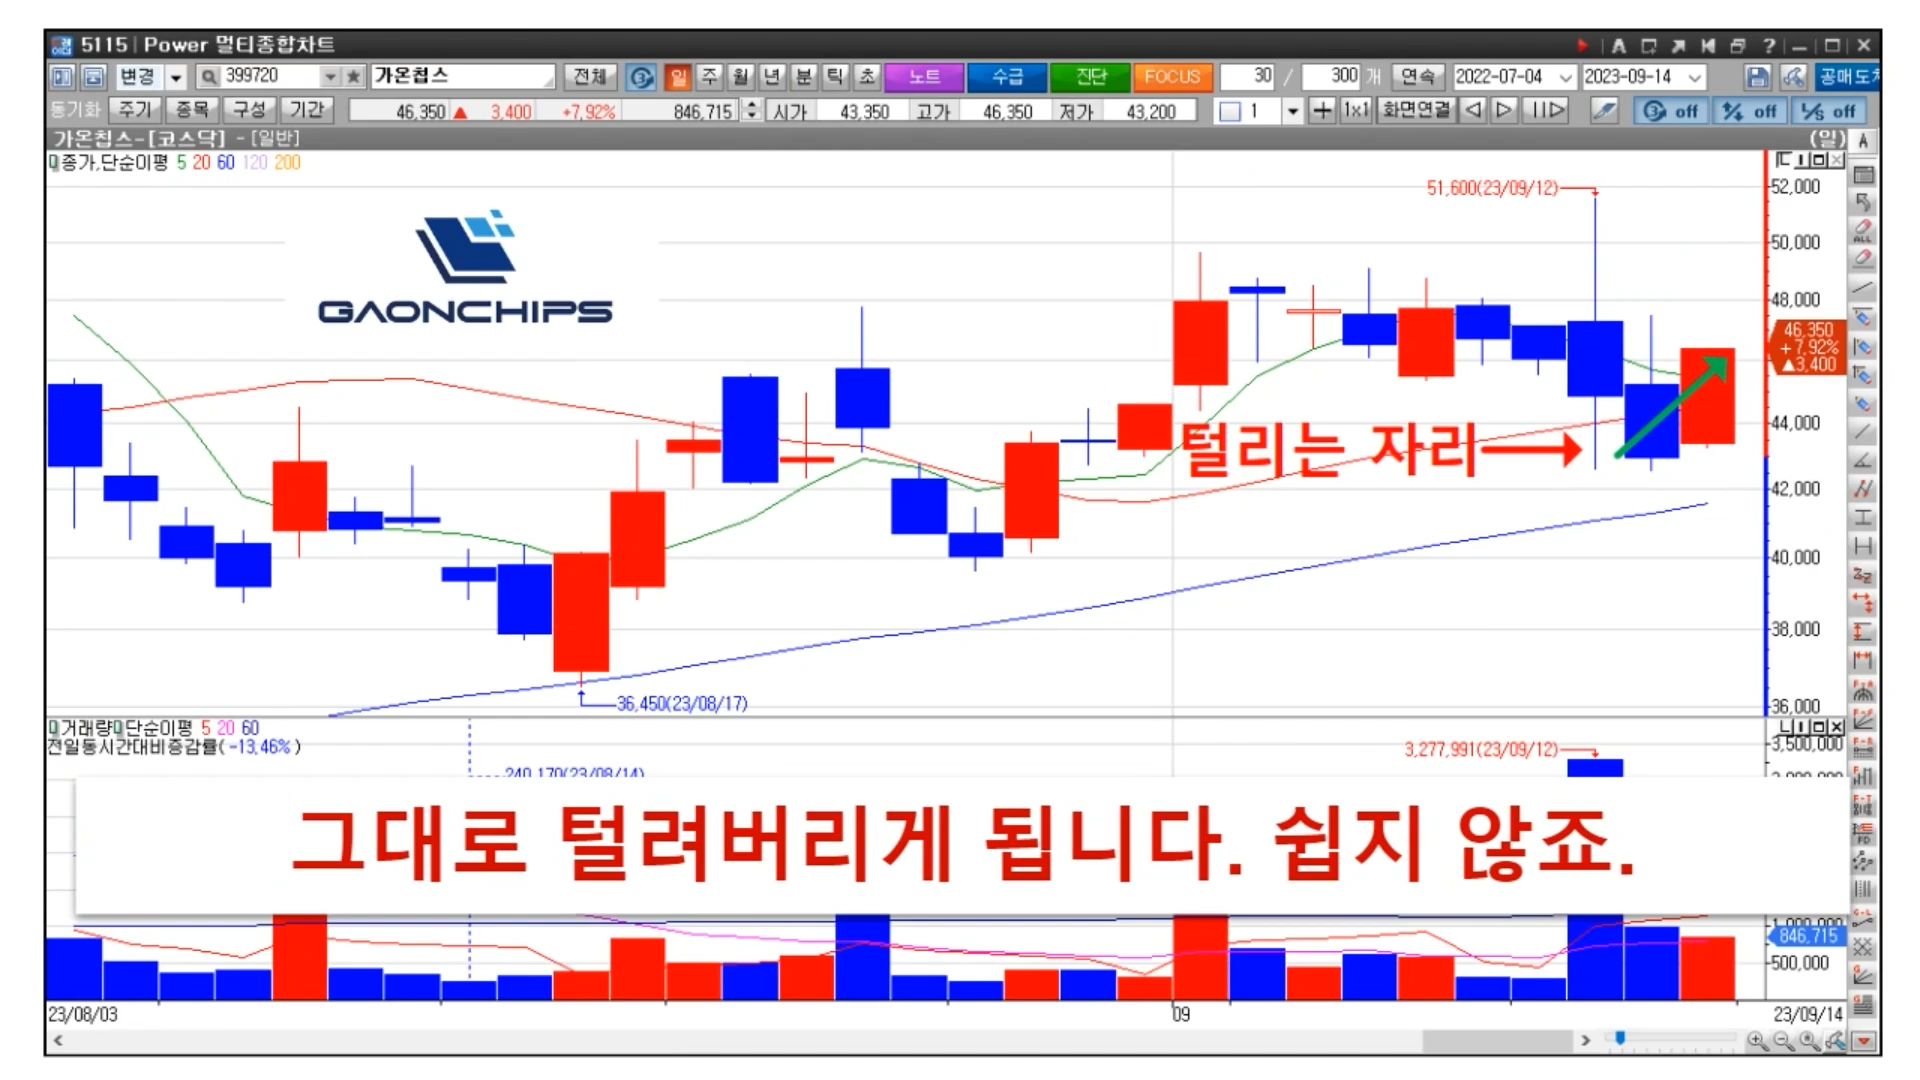 5115 | Power 멀티종합차트
변경 399720 가온칩스 전체 일 주 월 년 분 틱 초 노트 수급 진단 FOCUS 30 / 300 개 연속 2022-07-04 2023-09-14
동기화 주기 종목 구성 기간 46,350 ▲ 3,400 +7,92% 846,715 시가 43,350 고가 46,350 저가 43,200 1 1x1 화면연결 off off off
가온칩스-[코스닥] - [일반] (일)
종가,단순이평 5 20 60 120 200
51,600(23/09/12)
52,000
50,000
GAONCHIPS
48,000
46,350
+7,92%
▲3,400
44,000
털리는 자리
42,000
40,000
38,000
36,450(23/08/17)
36,000
거래량 단순이평 5 20 60
전일동시간대비증감률( -13,46% )
3,277,991(23/09/12)
3,500,000
240,170(23/08/14)
그대로 털려버리게 됩니다. 쉽지 않죠.
1,000,000
846,715
500,000
23/08/03 09 23/09/14